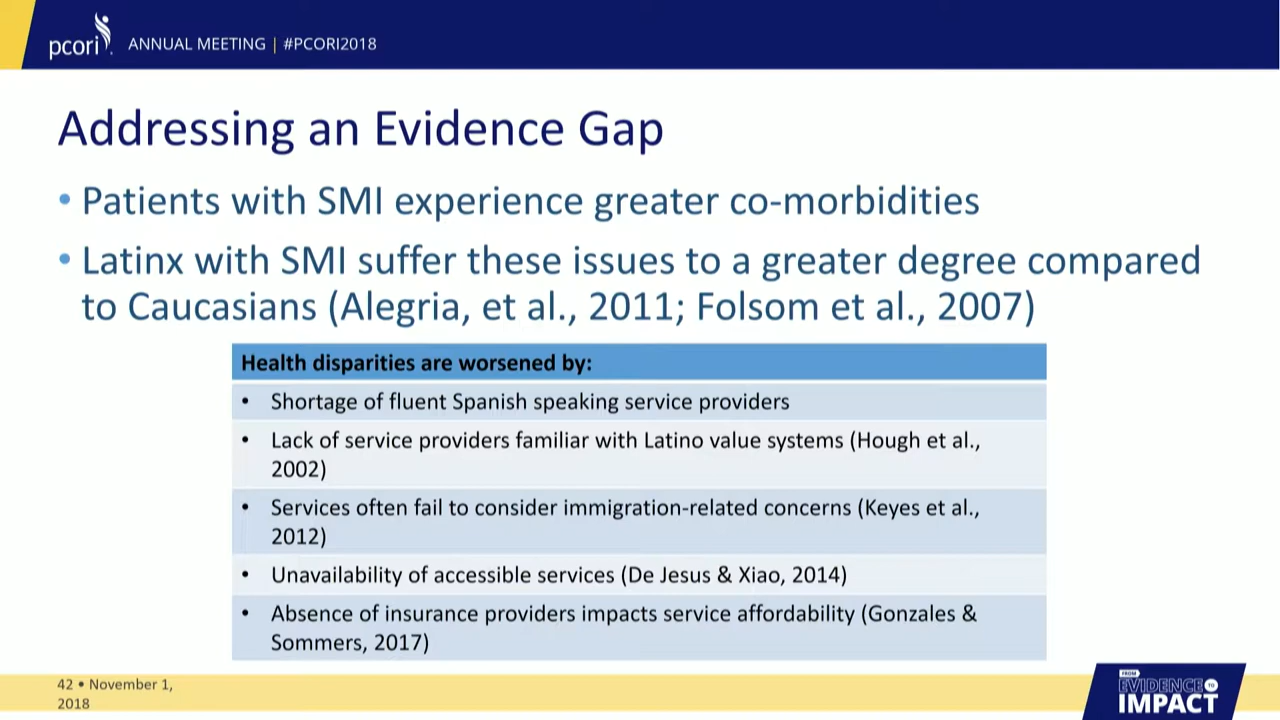 pcori
ANNUAL MEETING | #PCORI2018
Addressing an Evidence Gap
• Patients with SMI experience greater co-morbidities
• Latinx with SMI suffer these issues to a greater degree compared
to Caucasians (Alegria, et al., 2011; Folsom et al., 2007)
Health disparities are worsened by:
• Shortage of fluent Spanish speaking service providers
• Lack of service providers familiar with Latino value systems (Hough et al.,
2002)
• Services often fail to consider immigration-related concerns (Keyes et al.,
2012)
• Unavailability of accessible services (De Jesus & Xiao, 2014)
• Absence of insurance providers impacts service affordability (Gonzales &
Sommers, 2017)
42 • November 1,
2018
FROM
EVIDENCE TO
IMPACT